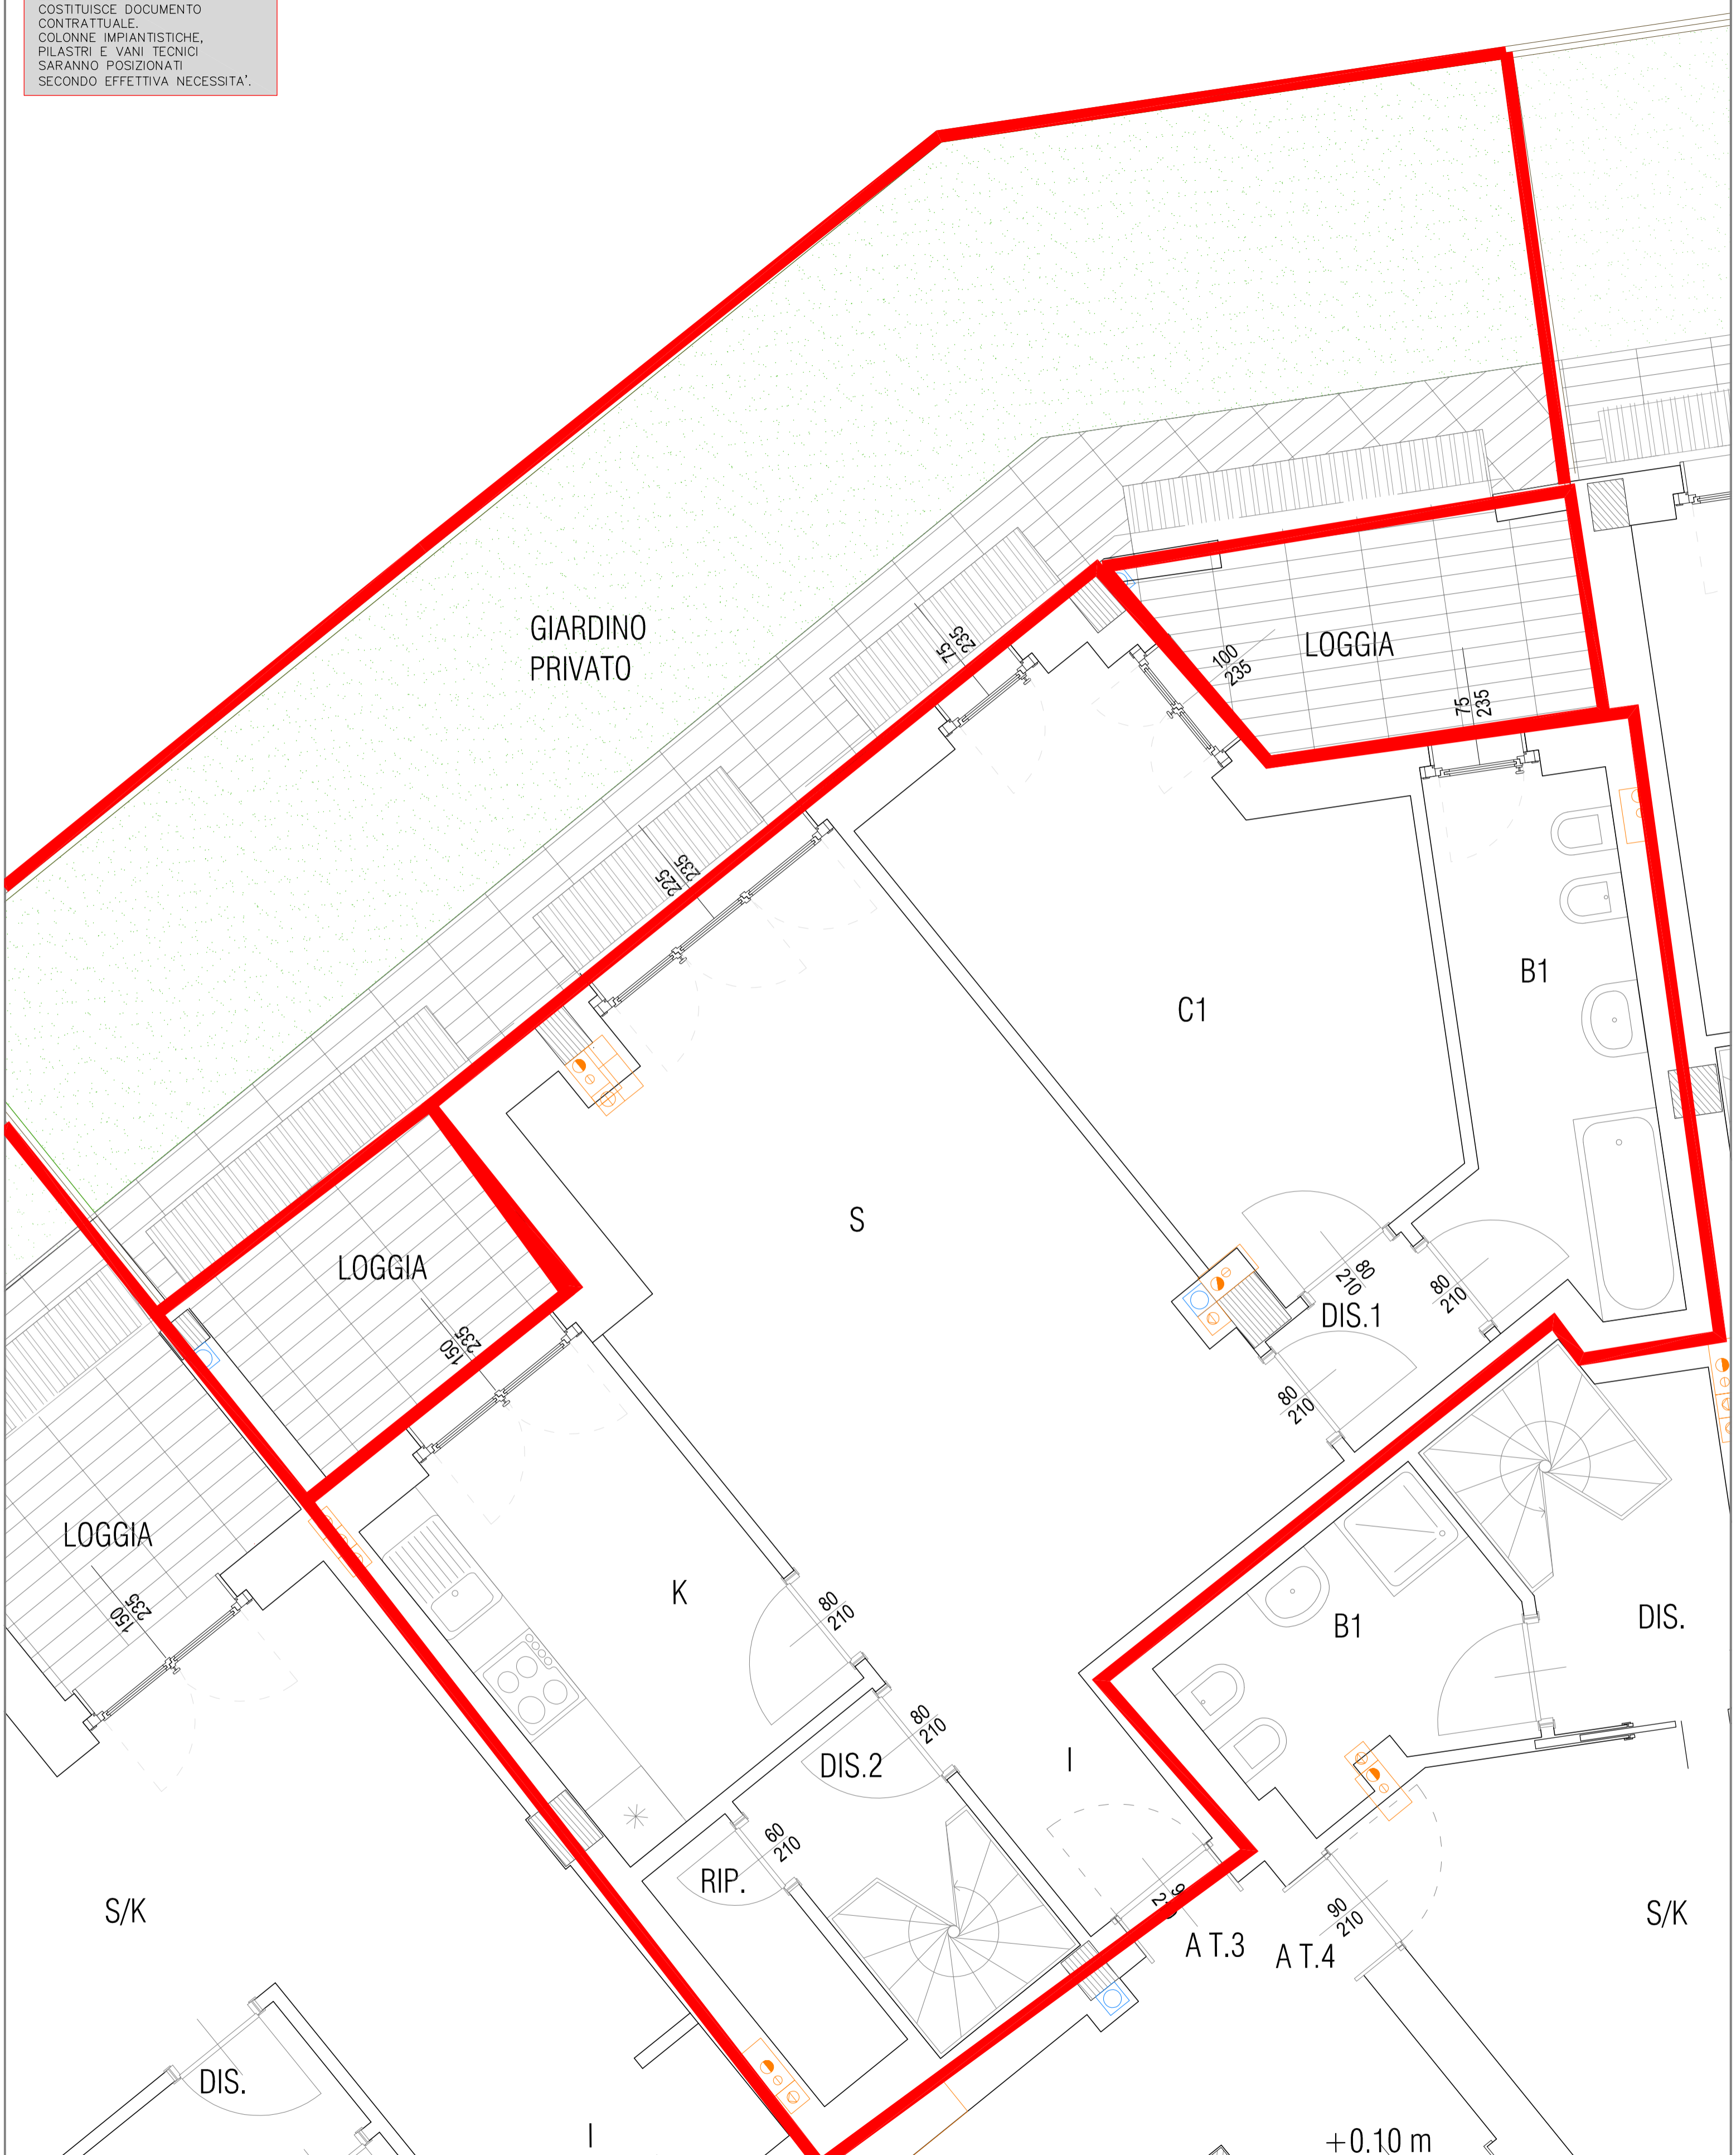 COSTITUISCE DOCUMENTO
CONTRATTUALE.
COLONNE IMPIANTISTICHE,
PILASTRI E VANI TECNICI
SARANNO POSIZIONATI
SECONDO EFFETTIVA NECESSITA'.
GIARDINO
PRIVATO
75
235
100
235
LOGGIA
75
235
225
235
B1
C1
S
LOGGIA
150
235
80
210
80
210
DIS.1
80
210
LOGGIA
150
235
K
80
210
B1
DIS.
80
210
DIS.2
I
60
210
RIP.
S/K
90
210
S/K
A T.3
A T.4
DIS.
I
+0.10 m